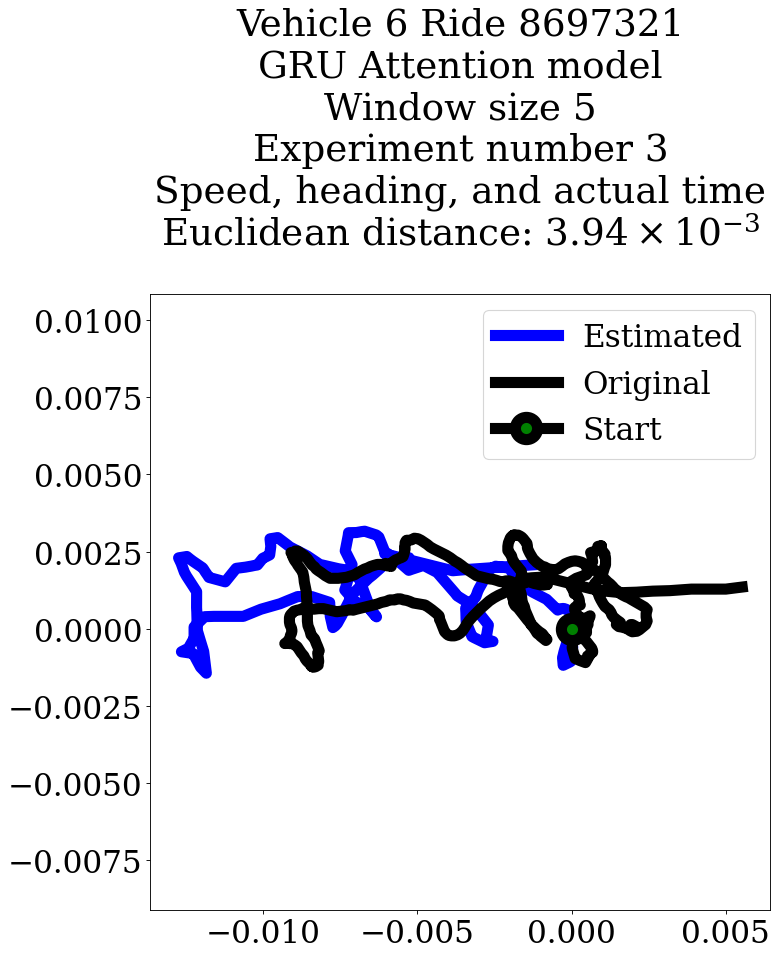 Vehicle 6 Ride 8697321
GRU Attention model
Window size 5
Experiment number 3
Speed, heading, and actual time
Euclidean distance: 3.94 × 10⁻³
Estimated
Original
Start
0.0100
0.0075
0.0050
0.0025
0.0000
−0.0025
−0.0050
−0.0075
−0.010 −0.005 0.000 0.005